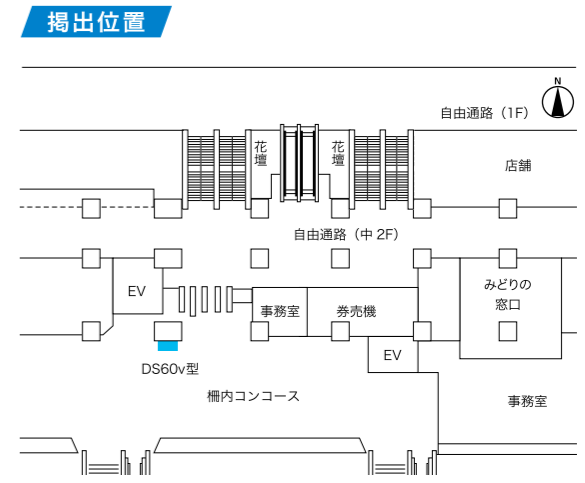 掲出位置
N
自由通路（1F）
花壇
花壇
店舗
自由通路（中 2F）
EV
みどりの
窓口
事務室
券売機
EV
DS60v型
柵内コンコース
事務室